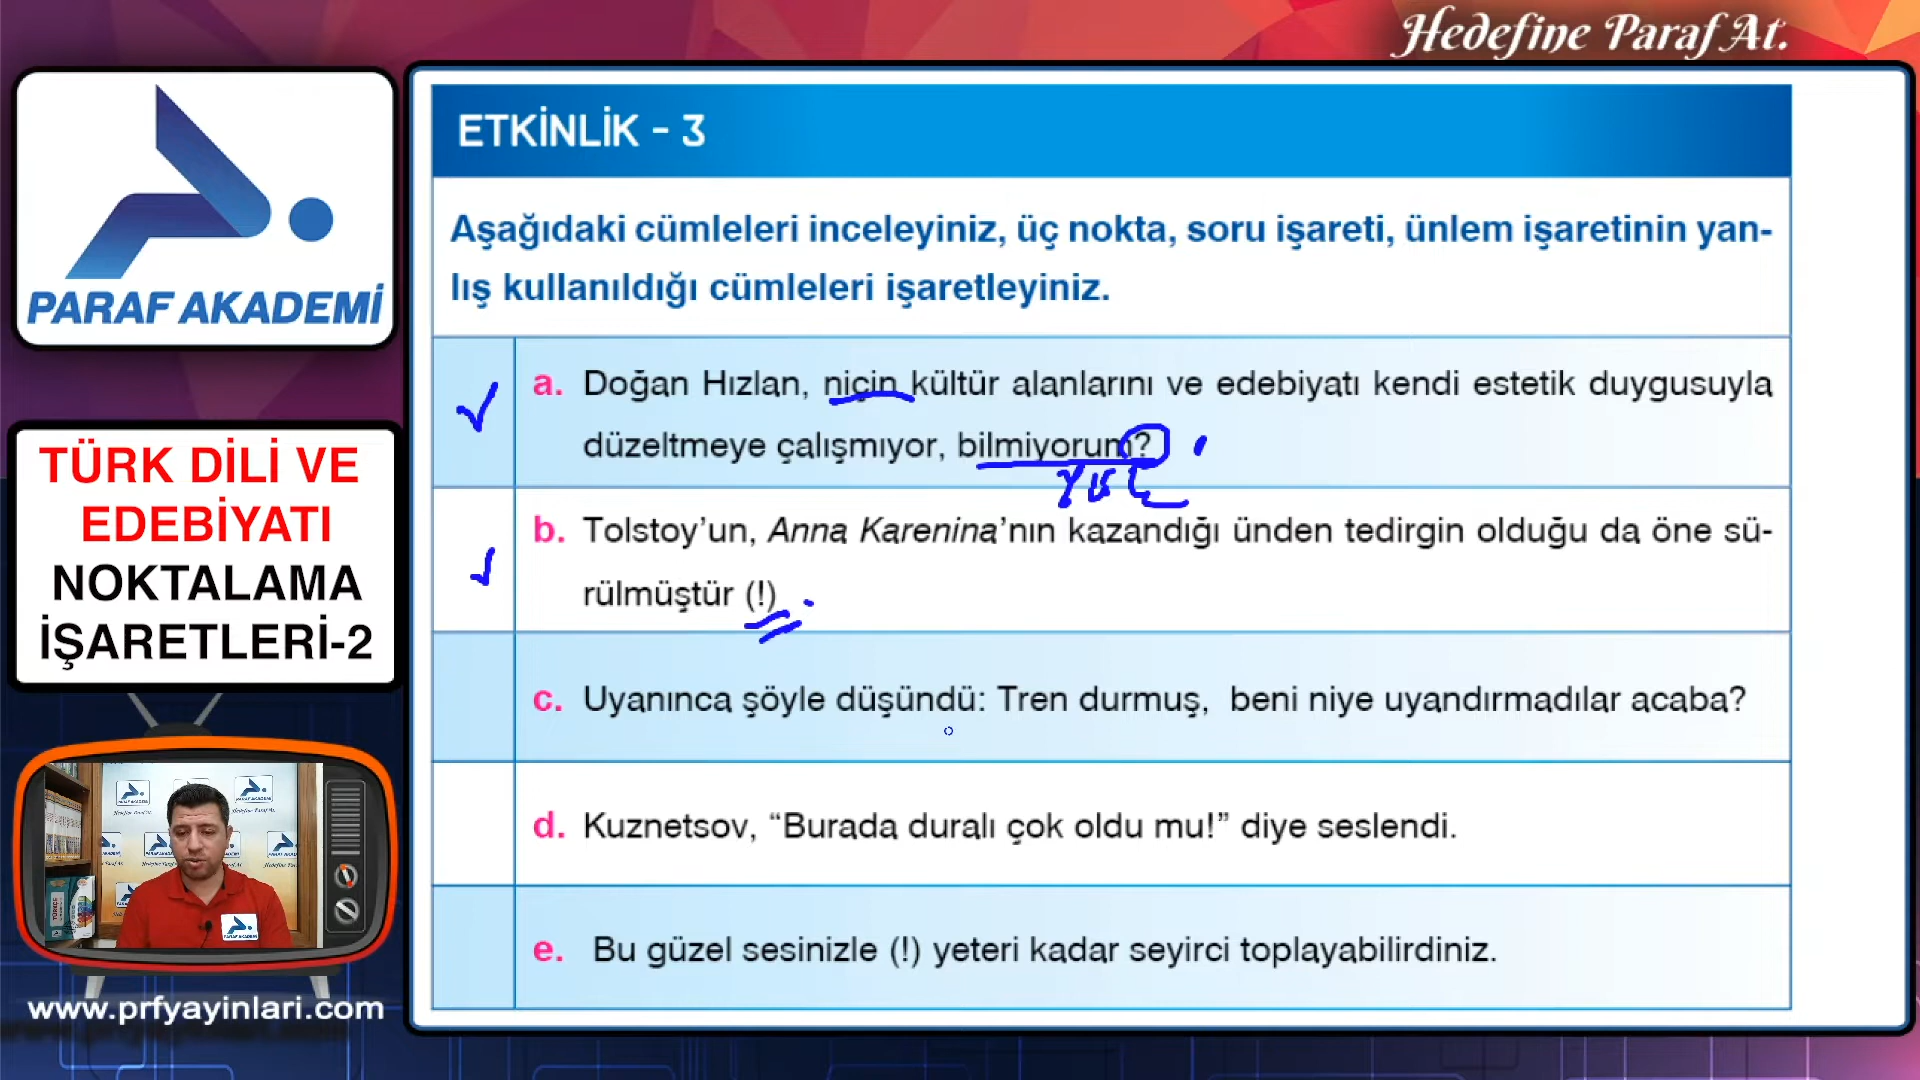 Hedefine Paraf At.
PARAF AKADEMİ
TÜRK DİLİ VE
EDEBİYATI
NOKTALAMA
İŞARETLERİ-2
www.prfyayinlari.com
ETKİNLİK - 3
Aşağıdaki cümleleri inceleyiniz, üç nokta, soru işareti, ünlem işaretinin yan-
lış kullanıldığı cümleleri işaretleyiniz.
a. Doğan Hızlan, niçin kültür alanlarını ve edebiyatı kendi estetik duygusuyla
düzeltmeye çalışmıyor, bilmiyorum? .
b. Tolstoy’un, Anna Karenina’nın kazandığı ünden tedirgin olduğu da öne sü-
rülmüştür (!) .
c. Uyanınca şöyle düşündü: Tren durmuş, beni niye uyandırmadılar acaba?
d. Kuznetsov, “Burada duralı çok oldu mu!” diye seslendi.
e. Bu güzel sesinizle (!) yeteri kadar seyirci toplayabilirdiniz.